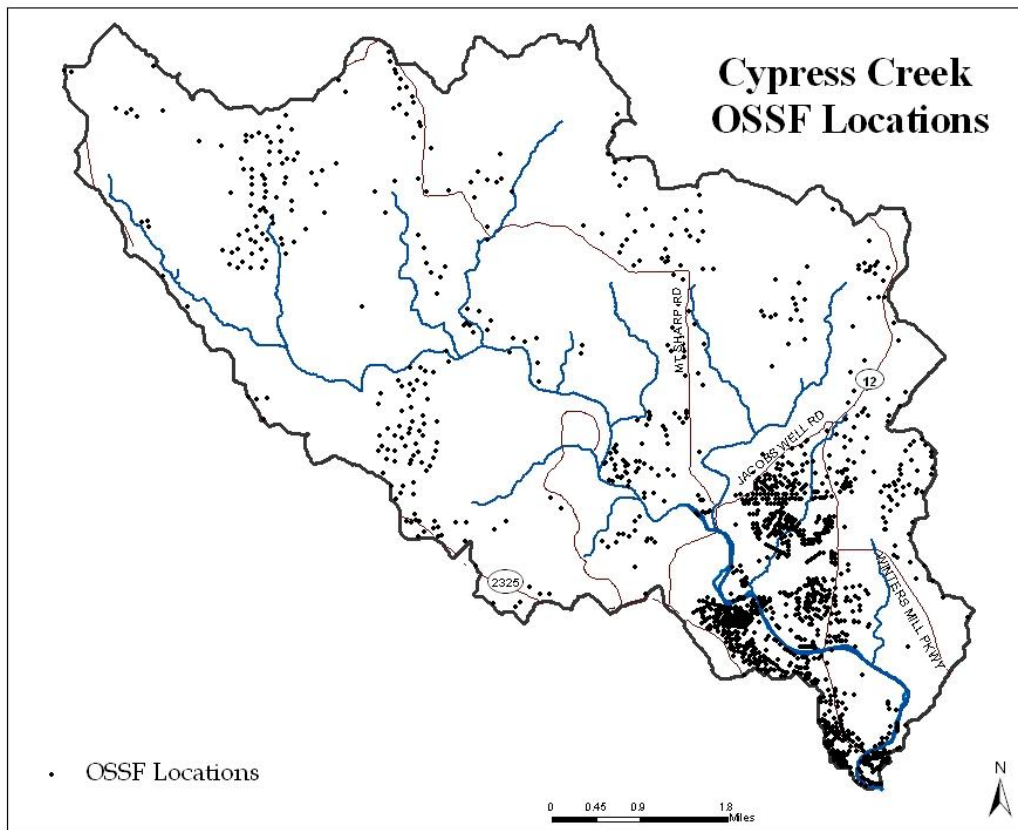 Cypress Creek
OSSF Locations
MT. SHARP RD
12
JACOBS WELL RD
2325
WINTERS MILL PKWY
OSSF Locations
0 0.45 0.9 1.8
Miles
N